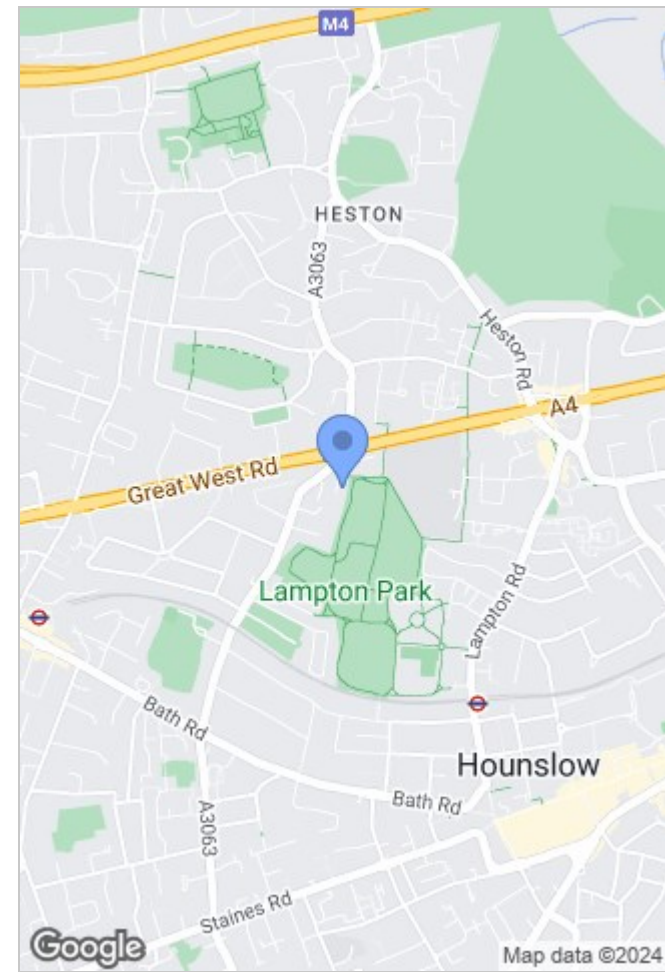 M4
HESTON
A3063
Heston Rd
A4
Great West Rd
Lampton Park
Lampton Rd
Bath Rd
Hounslow
Bath Rd
A3063
Staines Rd
Google
Map data ©2024